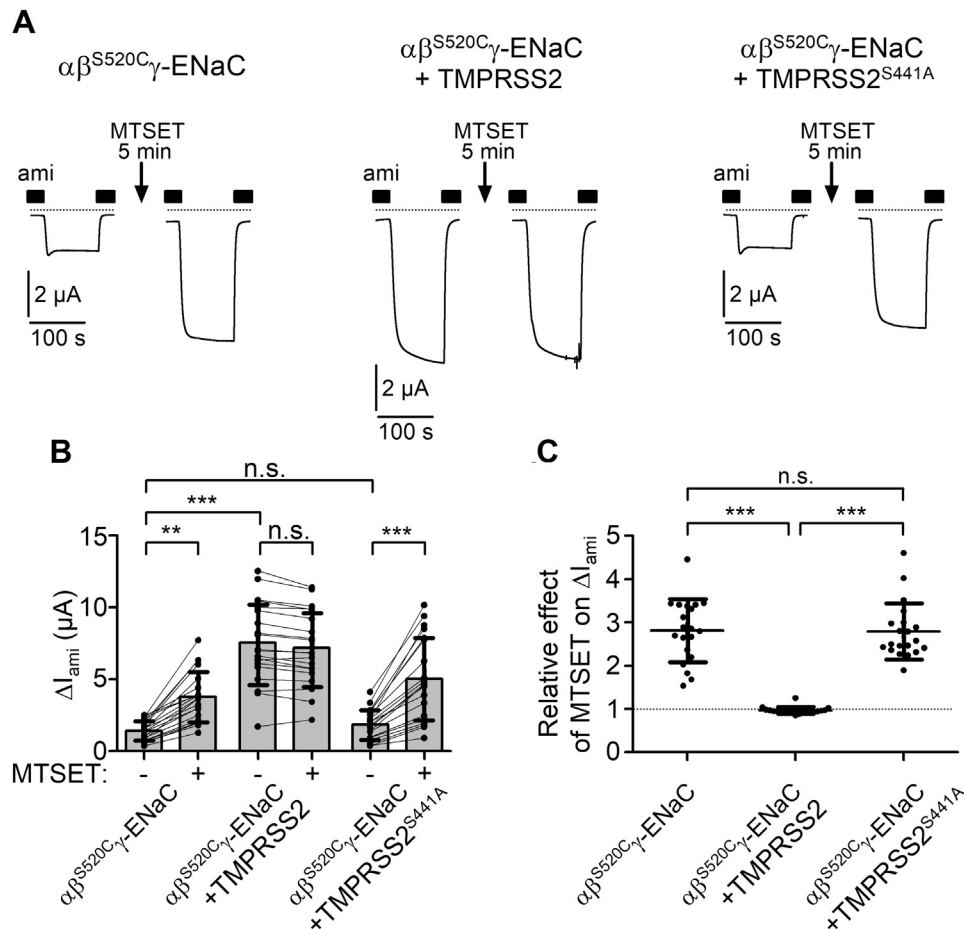 A
αβS520Cγ-ENaC
αβS520Cγ-ENaC
+ TMPRSS2
αβS520Cγ-ENaC
+ TMPRSS2S441A
MTSET
5 min
ami
2 µA
100 s
MTSET
5 min
ami
2 µA
100 s
MTSET
5 min
ami
2 µA
100 s
B
n.s.
***
**
n.s.
***
15
10
5
0
ΔIami (µA)
MTSET: - + - + - +
αβS520Cγ-ENaC
αβS520Cγ-ENaC
+TMPRSS2
αβS520Cγ-ENaC
+TMPRSS2S441A
C
n.s.
*** ***
5
4
3
2
1
0
Relative effect
of MTSET on ΔIami
αβS520Cγ-ENaC
αβS520Cγ-ENaC
+TMPRSS2
αβS520Cγ-ENaC
+TMPRSS2S441A